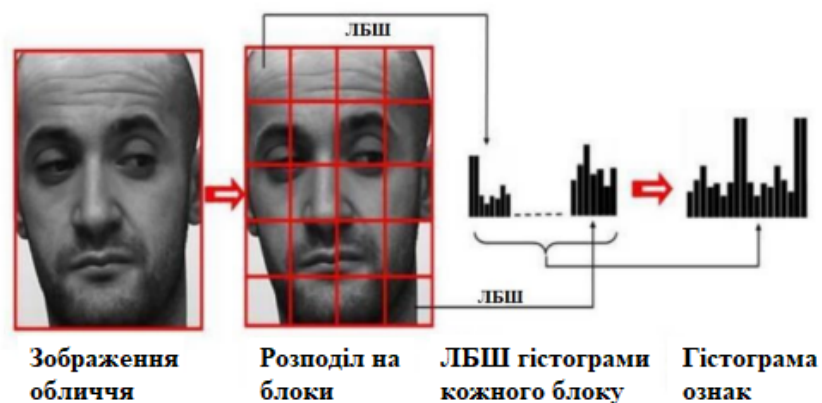 ЛБШ
ЛБШ
Зображення
обличчя
Розподіл на
блоки
ЛБШ гістограми
кожного блоку
Гістограма
ознак